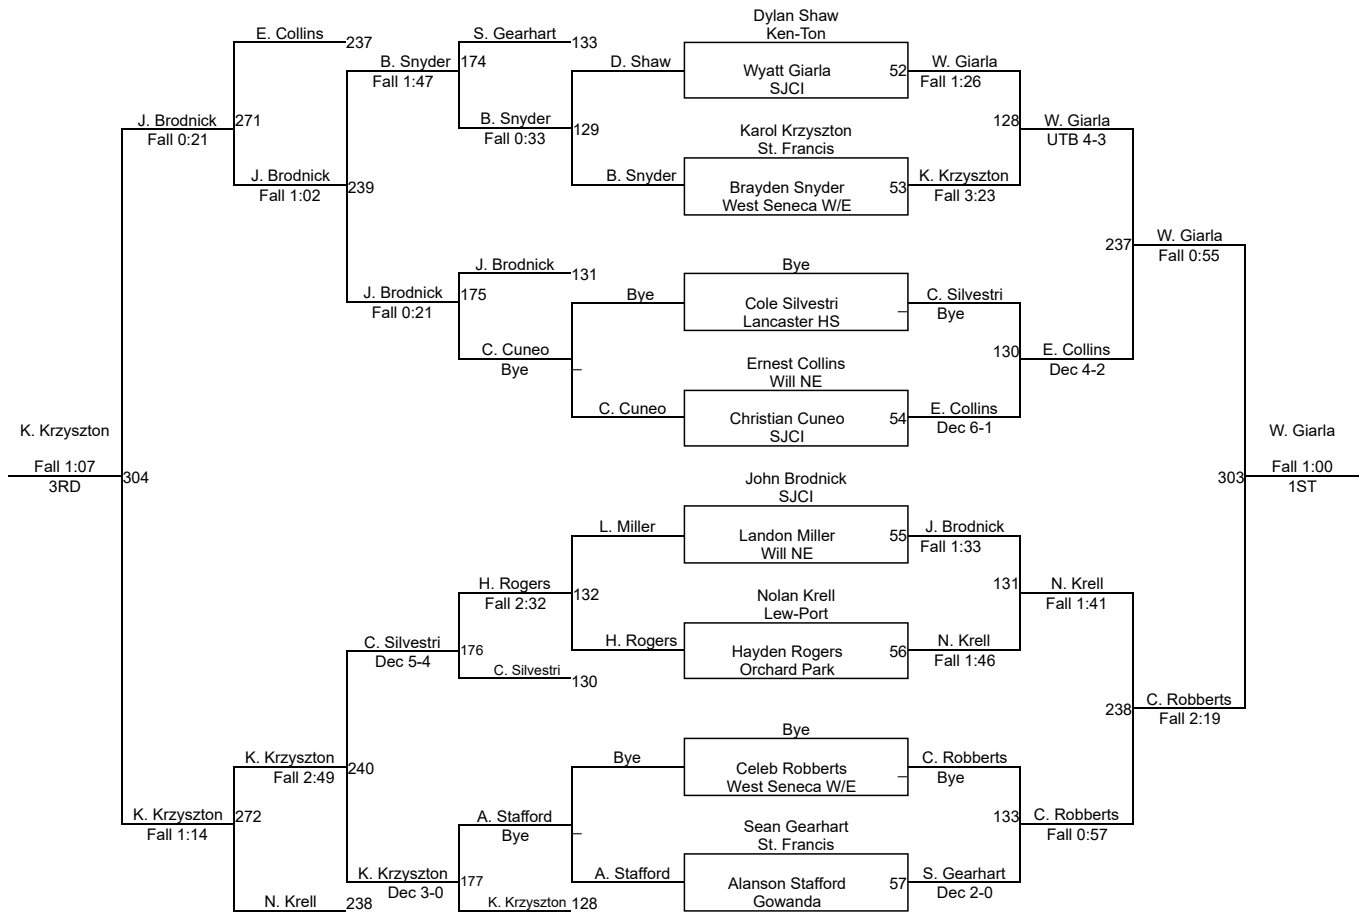 Dylan Shaw
E. Collins
S. Gearhart
Ken-Ton
237
133
B. Snyder
174
D. Shaw
Wyatt Giarla
52
W. Giarla
Fall 1:47
SJCI
Fall 1:26
J. Brodnick
271
B. Snyder
129
Karol Krzyszton
128
W. Giarla
Fall 0:21
Fall 0:33
St. Francis
UTB 4-3
J. Brodnick
239
B. Snyder
Brayden Snyder
53
K. Krzyszton
Fall 1:02
West Seneca W/E
Fall 3:23
237
W. Giarla
Fall 0:55
J. Brodnick
131
Bye
J. Brodnick
175
Bye
Cole Silvestri
C. Silvestri
Fall 0:21
Lancaster HS
Bye
C. Cuneo
Ernest Collins
130
E. Collins
Bye
Will NE
Dec 4-2
C. Cuneo
Christian Cuneo
54
E. Collins
SJCI
Dec 6-1
K. Krzyszton
W. Giarla
Fall 1:07
304
John Brodnick
303
Fall 1:00
3RD
SJCI
1ST
L. Miller
Landon Miller
55
J. Brodnick
Will NE
Fall 1:33
H. Rogers
132
Nolan Krell
131
N. Krell
Fall 2:32
Lew-Port
Fall 1:41
C. Silvestri
176
H. Rogers
Hayden Rogers
56
N. Krell
Dec 5-4
C. Silvestri
130
Orchard Park
Fall 1:46
238
C. Robberts
Fall 2:19
Bye
K. Krzyszton
240
Bye
Celeb Robberts
C. Robberts
Fall 2:49
West Seneca W/E
Bye
K. Krzyszton
272
A. Stafford
Sean Gearhart
133
C. Robberts
Fall 1:14
Bye
St. Francis
Fall 0:57
K. Krzyszton
177
A. Stafford
Alanson Stafford
57
S. Gearhart
Dec 3-0
Gowanda
Dec 2-0
N. Krell
238
K. Krzyszton
128